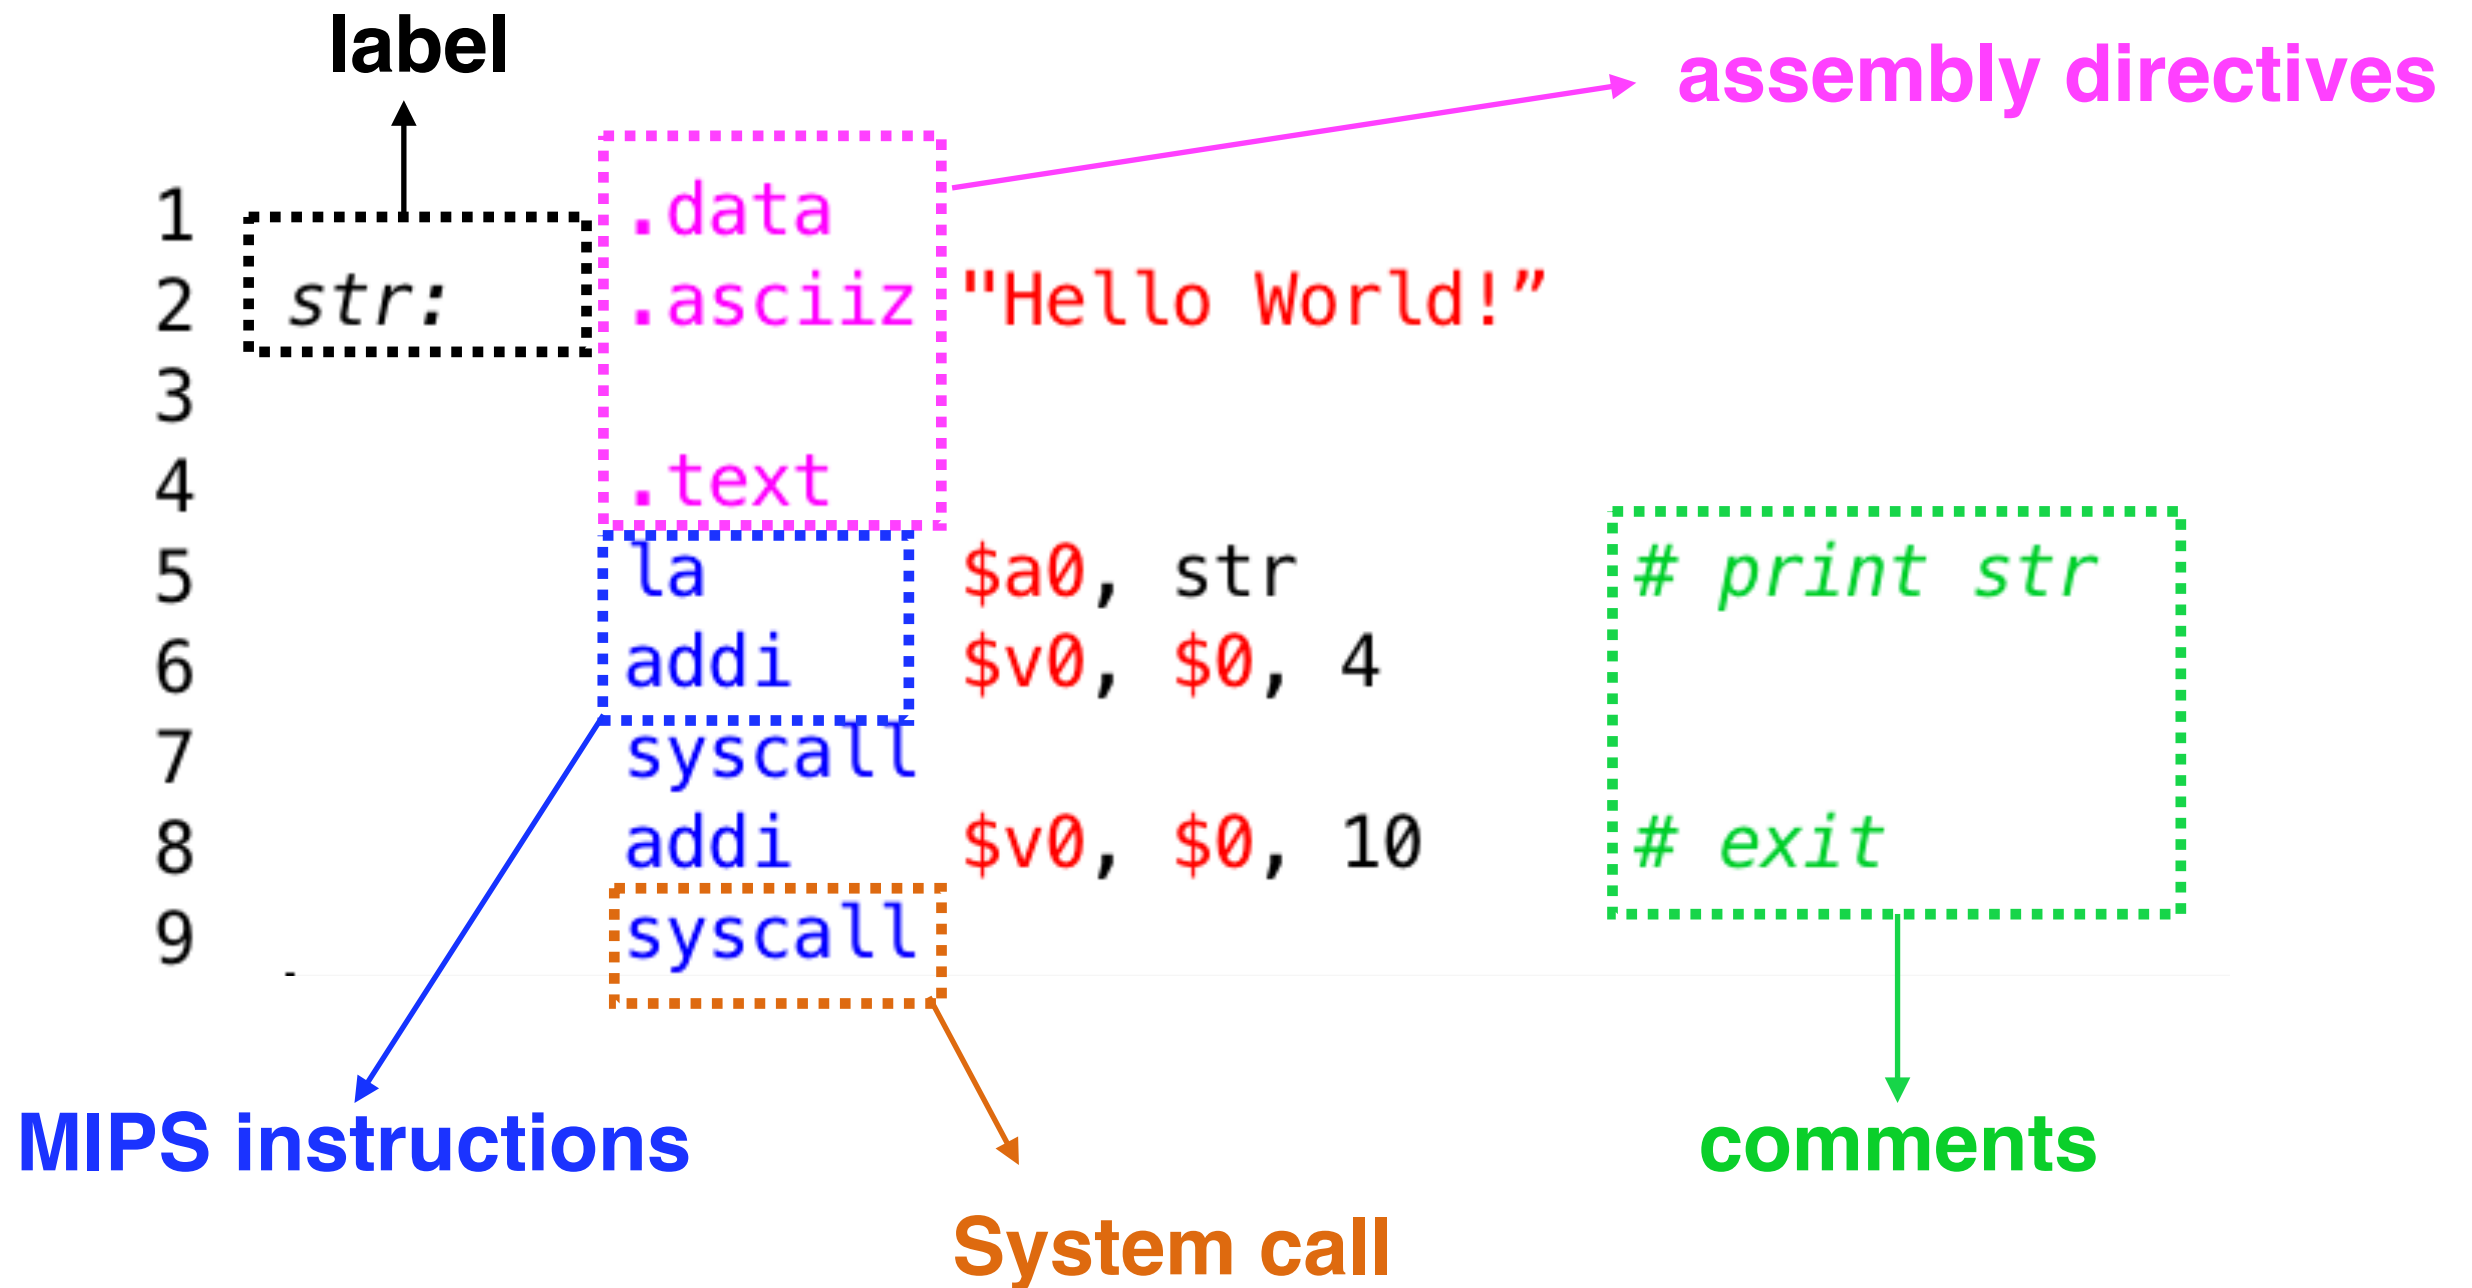 label
assembly directives
1 .data
2 str: .asciiz "Hello World!”
3
4 .text
5 la $a0, str # print str
6 addi $v0, $0, 4
7 syscall
8 addi $v0, $0, 10 # exit
9 syscall
MIPS instructions
comments
System call